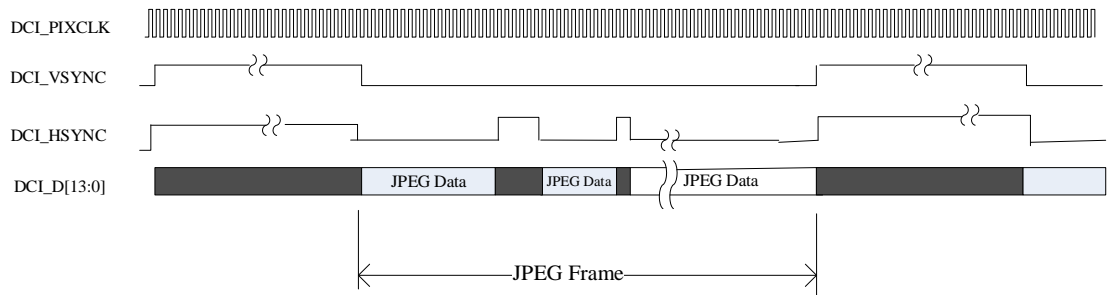 DCI_PIXCLK
DCI_VSYNC
DCI_HSYNC
DCI_D[13:0]
JPEG Data
JPEG Data
JPEG Data
JPEG Frame